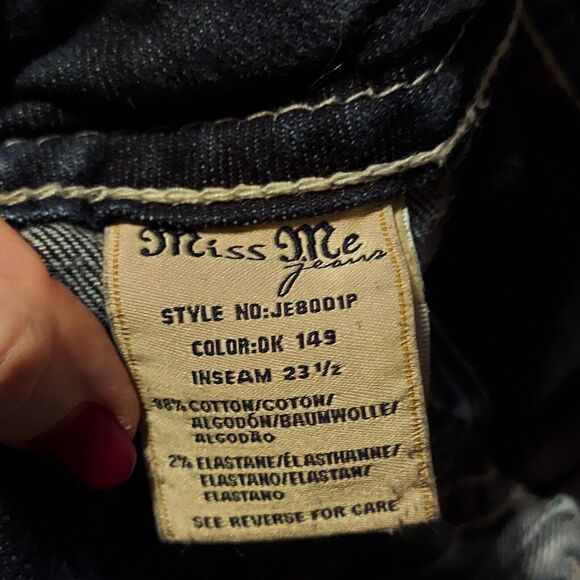 Miss Me
jeans
STYLE NO:JE8001P
COLOR:DK 149
INSEAM 23 1/2
98% COTTON/COTON/
ALGODÓN/BAUMWOLLE/
ALGODÃO
2% ELASTANE/ÉLASTHANNE/
ELASTANO/ELASTAN/
ELASTANO
SEE REVERSE FOR CARE